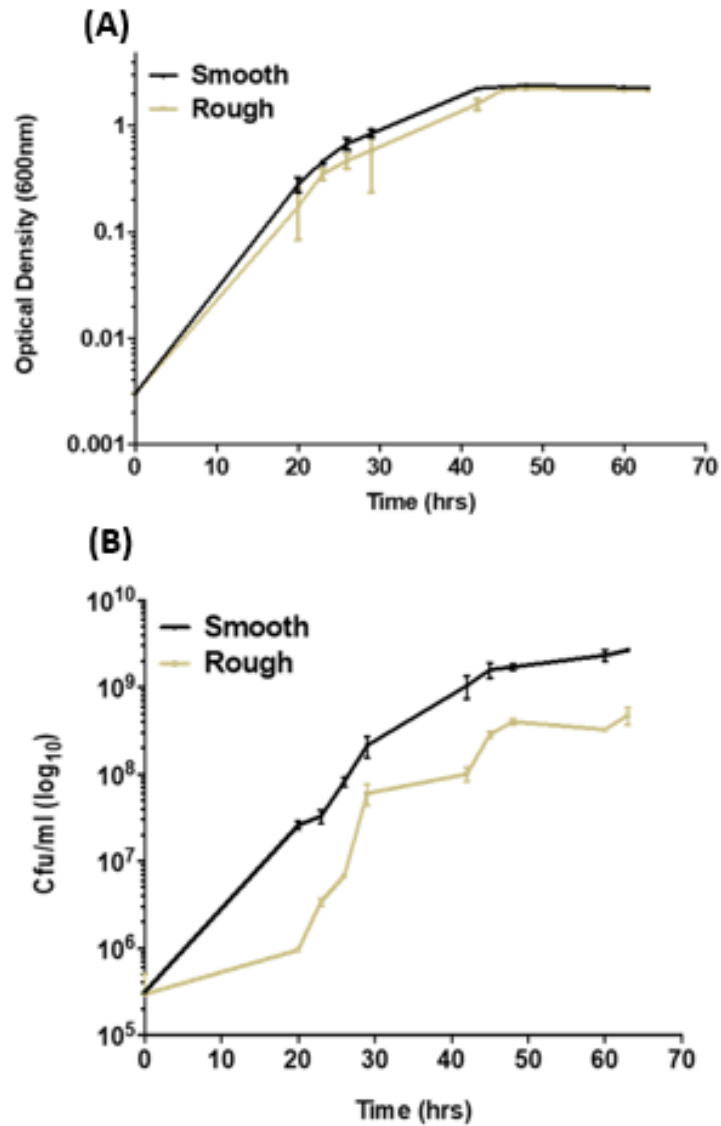 (A)
Smooth
Rough
1
0.1
0.01
0.001
Optical Density (600nm)
0 10 20 30 40 50 60 70
Time (hrs)
(B)
10^10
Smooth
Rough
10^9
10^8
10^7
10^6
10^5
Cfu/ml (log_10)
0 10 20 30 40 50 60 70
Time (hrs)